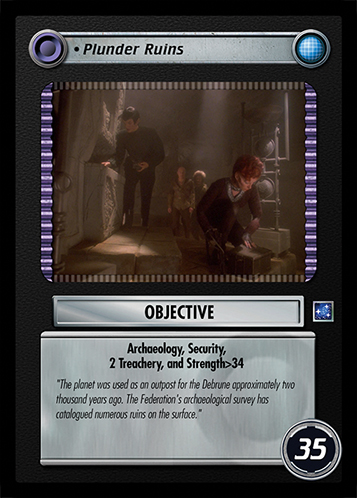 • Plunder Ruins
OBJECTIVE
Archaeology, Security,
2 Treachery, and Strength>34
"The planet was used as an outpost for the Debrune approximately two
thousand years ago. The Federation's archaeological survey has
catalogued numerous ruins on the surface."
35